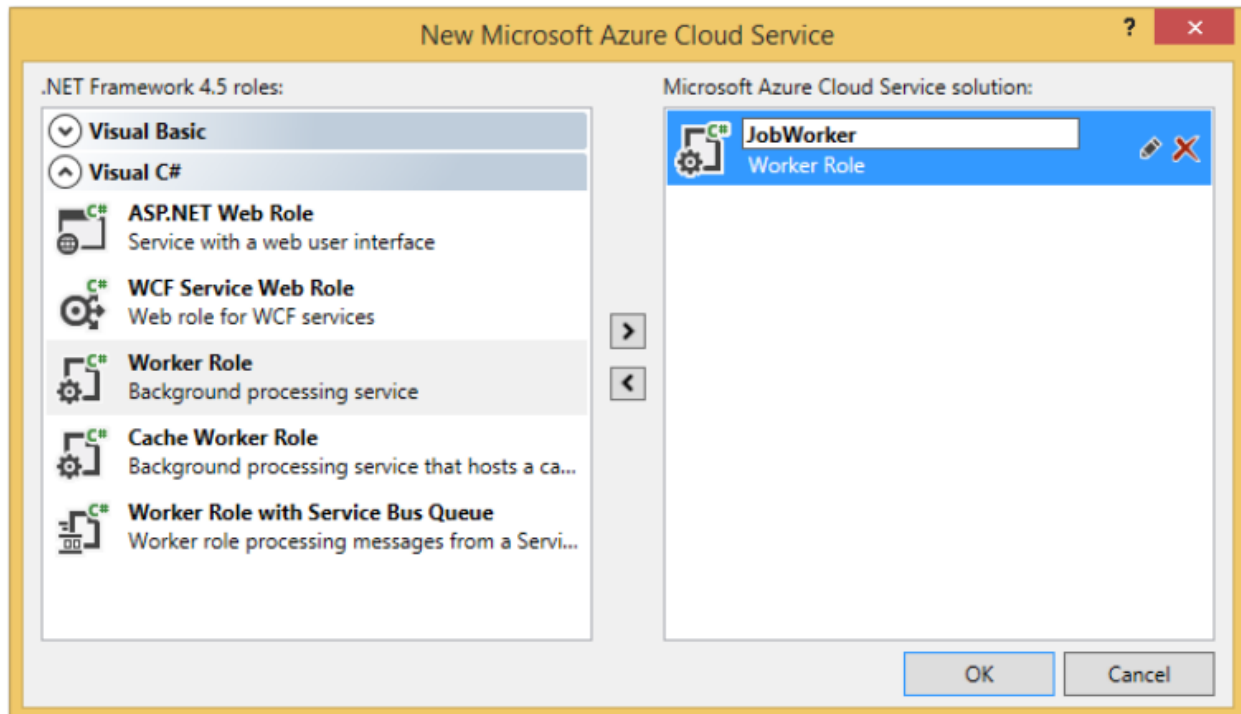 New Microsoft Azure Cloud Service
?
.NET Framework 4.5 roles:
Visual Basic
Visual C#
C#
ASP.NET Web Role
Service with a web user interface
C#
WCF Service Web Role
Web role for WCF services
C#
Worker Role
Background processing service
C#
Cache Worker Role
Background processing service that hosts a ca...
C#
Worker Role with Service Bus Queue
Worker role processing messages from a Servi...
>
<
Microsoft Azure Cloud Service solution:
C#
JobWorker
Worker Role
OK
Cancel